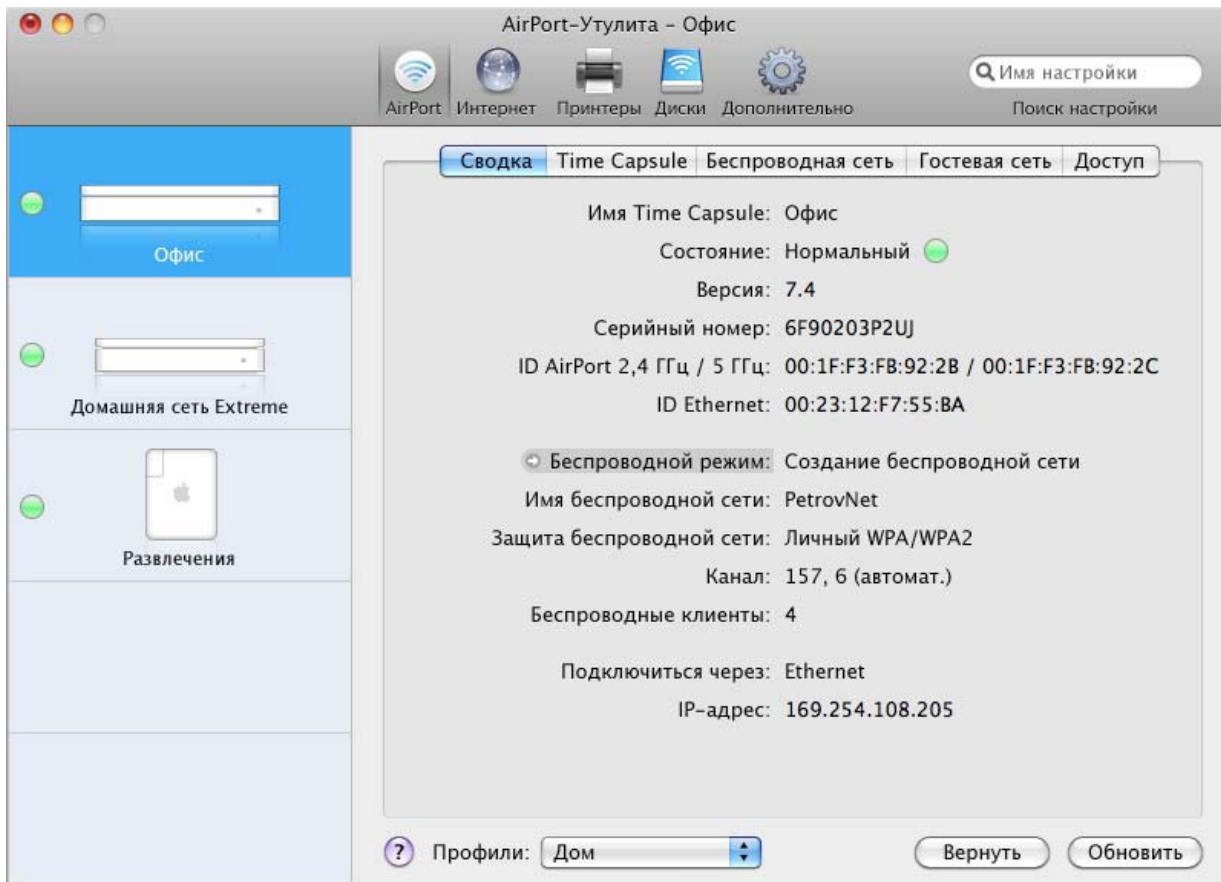 AirPort-Утулита – Офис
AirPort Интернет Принтеры Диски Дополнительно
Имя настройки
Поиск настройки
Офис
Домашняя сеть Extreme
Развлечения
Сводка Time Capsule Беспроводная сеть Гостевая сеть Доступ
Имя Time Capsule: Офис
Состояние: Нормальный
Версия: 7.4
Серийный номер: 6F90203P2UJ
ID AirPort 2,4 ГГц / 5 ГГц: 00:1F:F3:FB:92:2B / 00:1F:F3:FB:92:2C
ID Ethernet: 00:23:12:F7:55:BA
Беспроводной режим: Создание беспроводной сети
Имя беспроводной сети: PetrovNet
Защита беспроводной сети: Личный WPA/WPA2
Канал: 157, 6 (автомат.)
Беспроводные клиенты: 4
Подключиться через: Ethernet
IP-адрес: 169.254.108.205
? Профили: Дом Вернуть Обновить